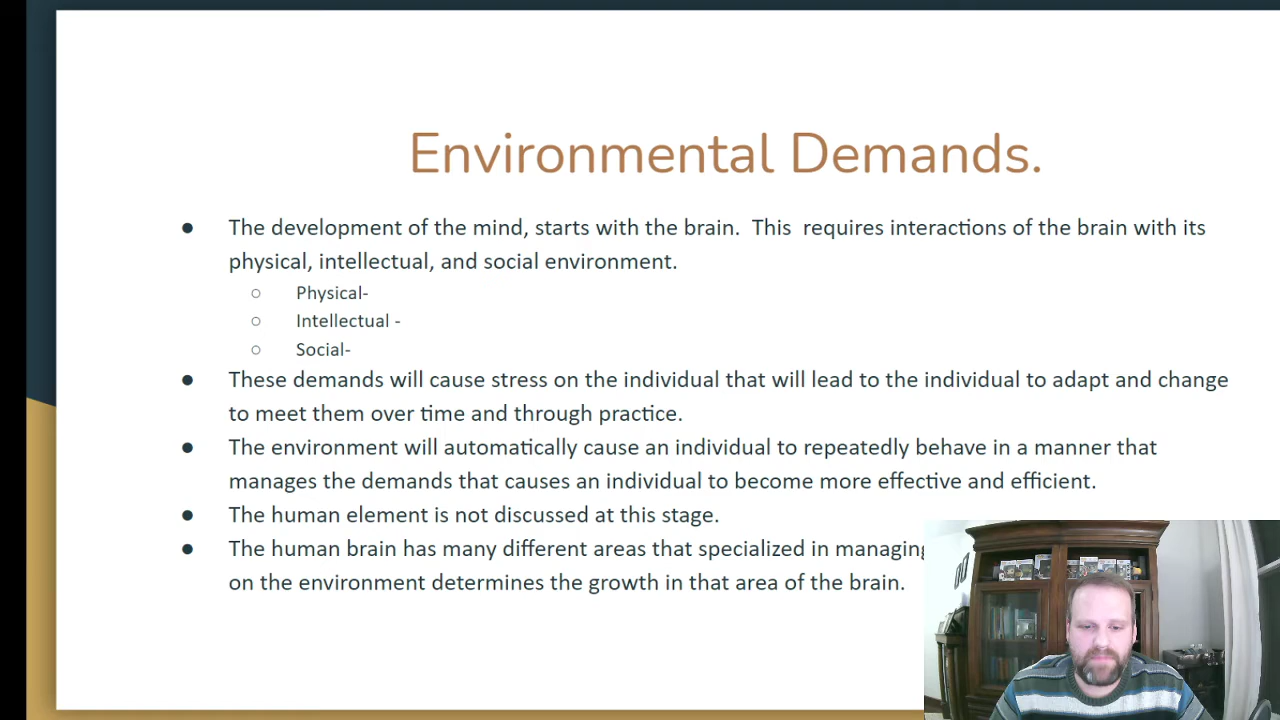 Environmental Demands.
● The development of the mind, starts with the brain.  This  requires interactions of the brain with its
physical, intellectual, and social environment.
○ Physical-
○ Intellectual -
○ Social-
● These demands will cause stress on the individual that will lead to the individual to adapt and change
to meet them over time and through practice.
● The environment will automatically cause an individual to repeatedly behave in a manner that
manages the demands that causes an individual to become more effective and efficient.
● The human element is not discussed at this stage.
● The human brain has many different areas that specialized in managing
on the environment determines the growth in that area of the brain.